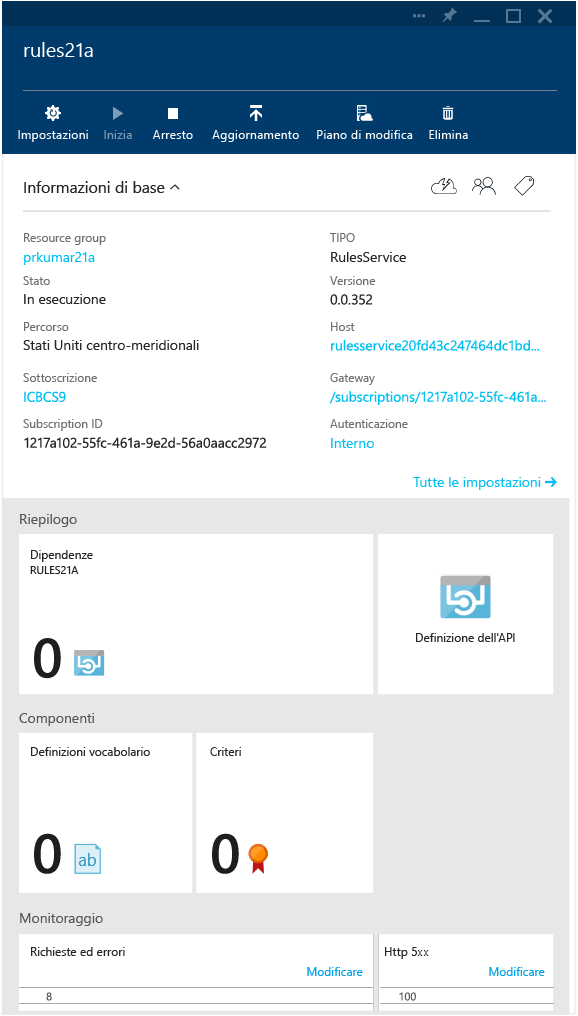 rules21a
Impostazioni Inizia Arresto Aggiornamento Piano di modifica Elimina
Informazioni di base
Resource group TIPO
prkumar21a RulesService
Stato Versione
In esecuzione 0.0.352
Percorso Host
Stati Uniti centro-meridionali rulesservice20fd43c247464dc1bd...
Sottoscrizione Gateway
ICBCS9 /subscriptions/1217a102-55fc-461a...
Subscription ID Autenticazione
1217a102-55fc-461a-9e2d-56a0aacc2972 Interno
Tutte le impostazioni
Riepilogo
Dipendenze
RULES21A
0
Definizione dell'API
Componenti
Definizioni vocabolario Criteri
0 ab 0
Monitoraggio
Richieste ed errori Http 5xx
Modificare Modificare
8 100